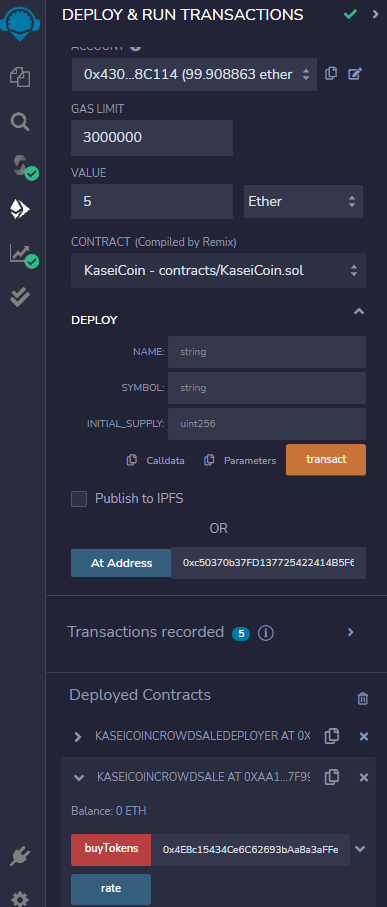 DEPLOY & RUN TRANSACTIONS
ACCOUNT
0x430...8C114 (99.908863 ether
GAS LIMIT
3000000
VALUE
5 Ether
CONTRACT (Compiled by Remix)
KaseiCoin - contracts/KaseiCoin.sol
DEPLOY
NAME: string
SYMBOL: string
INITIAL_SUPPLY: uint256
Calldata Parameters transact
Publish to IPFS
OR
At Address 0xc50370b37FD137725422414B5F6
Transactions recorded 5 i
Deployed Contracts
KASEICOINCROWDSALEDEPLOYER AT 0X
KASEICOINCROWDSALE AT 0XAA1...7F99
Balance: 0 ETH
buyTokens 0x4E8c15434Ce6C62693bAa8a3aFFe
rate